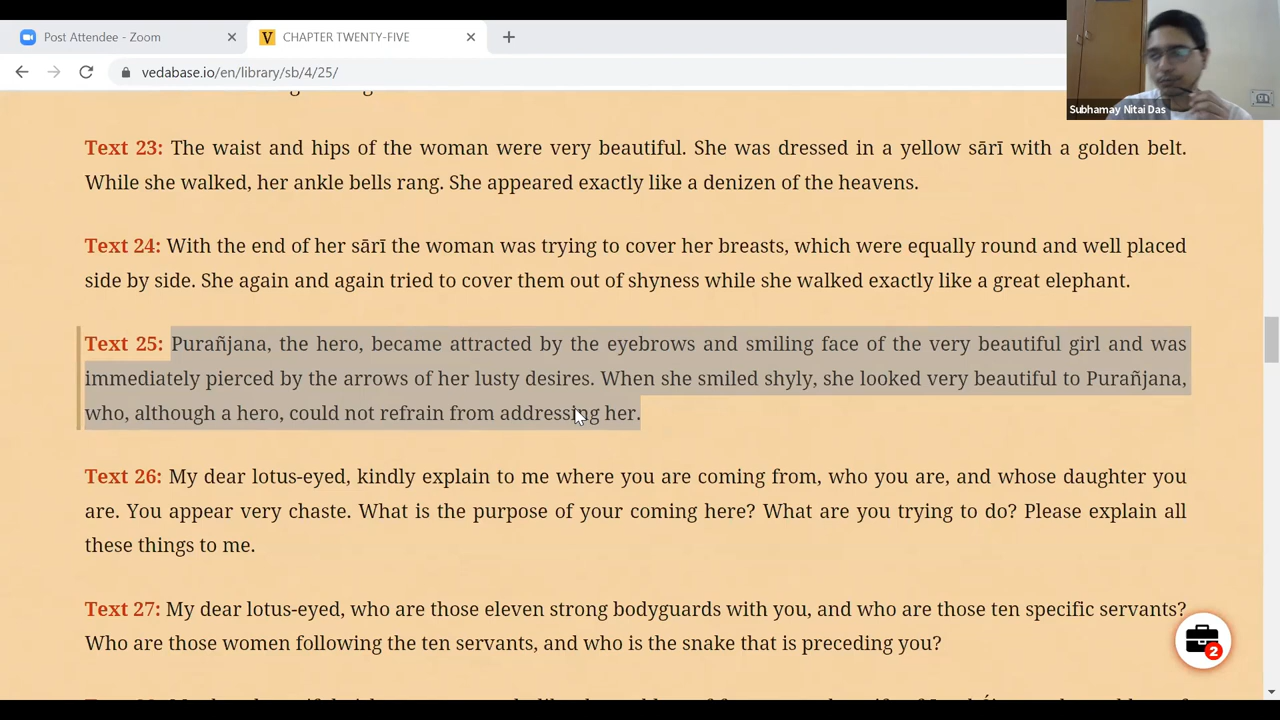 Post Attendee - Zoom
CHAPTER TWENTY-FIVE
vedabase.io/en/library/sb/4/25/
Subhamay Nitai Das
Text 23: The waist and hips of the woman were very beautiful. She was dressed in a yellow sārī with a golden belt.
While she walked, her ankle bells rang. She appeared exactly like a denizen of the heavens.
Text 24: With the end of her sārī the woman was trying to cover her breasts, which were equally round and well placed
side by side. She again and again tried to cover them out of shyness while she walked exactly like a great elephant.
Text 25: Purañjana, the hero, became attracted by the eyebrows and smiling face of the very beautiful girl and was
immediately pierced by the arrows of her lusty desires. When she smiled shyly, she looked very beautiful to Purañjana,
who, although a hero, could not refrain from addressing her.
Text 26: My dear lotus-eyed, kindly explain to me where you are coming from, who you are, and whose daughter you
are. You appear very chaste. What is the purpose of your coming here? What are you trying to do? Please explain all
these things to me.
Text 27: My dear lotus-eyed, who are those eleven strong bodyguards with you, and who are those ten specific servants?
Who are those women following the ten servants, and who is the snake that is preceding you?
2